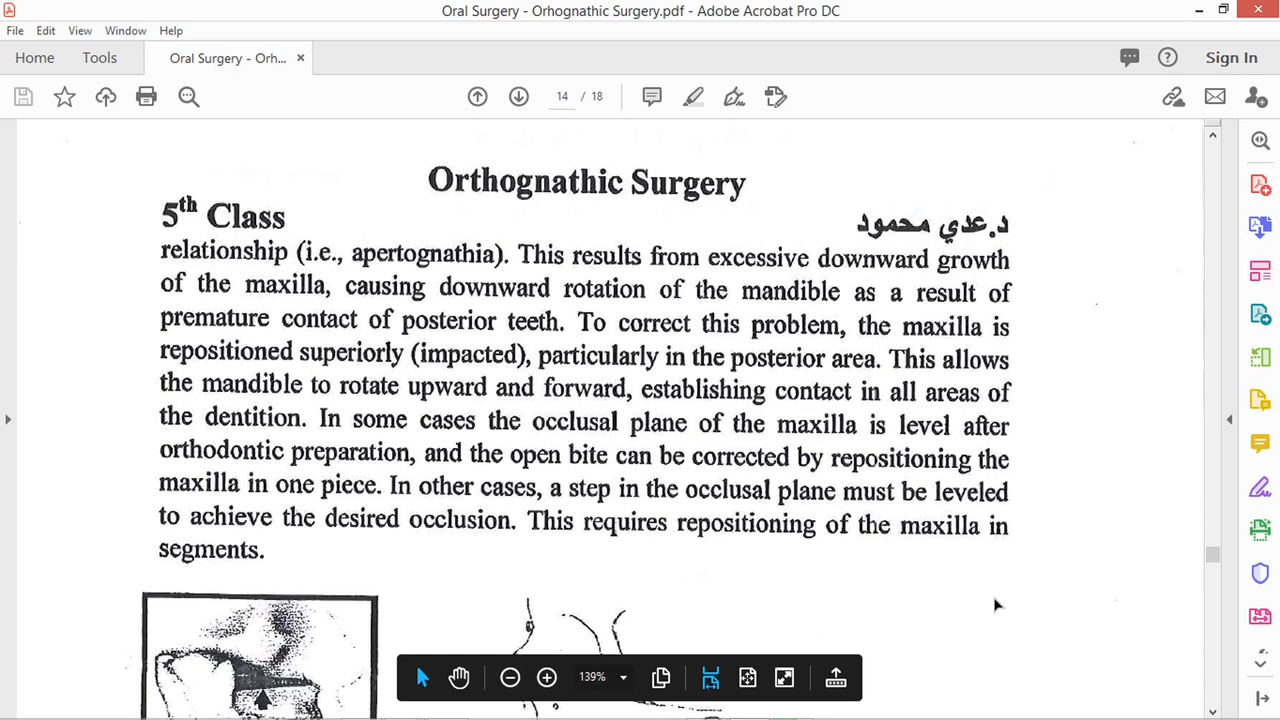 Oral Surgery - Orhognathic Surgery.pdf - Adobe Acrobat Pro DC
File Edit View Window Help
Home Tools Oral Surgery - Orh... Sign In
14 / 18
Orthognathic Surgery
5th Class د.عدي محمود
relationship (i.e., apertognathia). This results from excessive downward growth
of the maxilla, causing downward rotation of the mandible as a result of
premature contact of posterior teeth. To correct this problem, the maxilla is
repositioned superiorly (impacted), particularly in the posterior area. This allows
the mandible to rotate upward and forward, establishing contact in all areas of
the dentition. In some cases the occlusal plane of the maxilla is level after
orthodontic preparation, and the open bite can be corrected by repositioning the
maxilla in one piece. In other cases, a step in the occlusal plane must be leveled
to achieve the desired occlusion. This requires repositioning of the maxilla in
segments.
139%